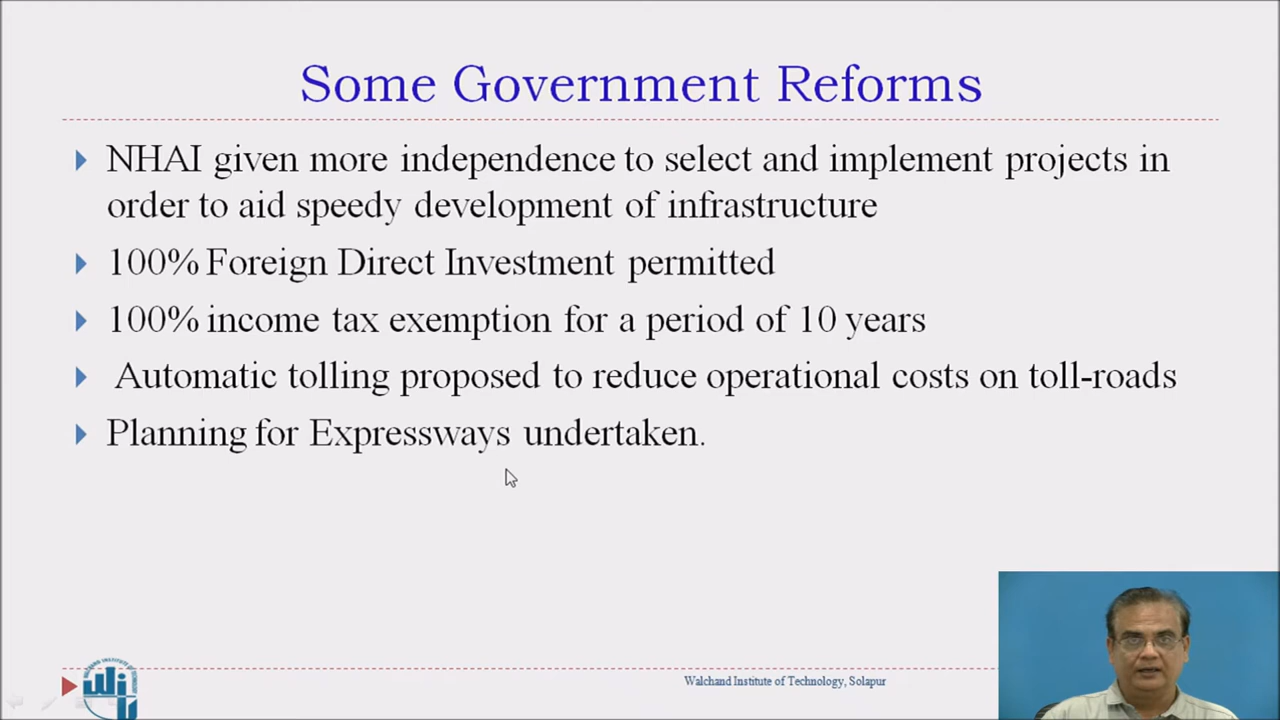 Some Government Reforms
NHAI given more independence to select and implement projects in
order to aid speedy development of infrastructure
100% Foreign Direct Investment permitted
100% income tax exemption for a period of 10 years
Automatic tolling proposed to reduce operational costs on toll-roads
Planning for Expressways undertaken.
Walchand Institute of Technology, Solapur